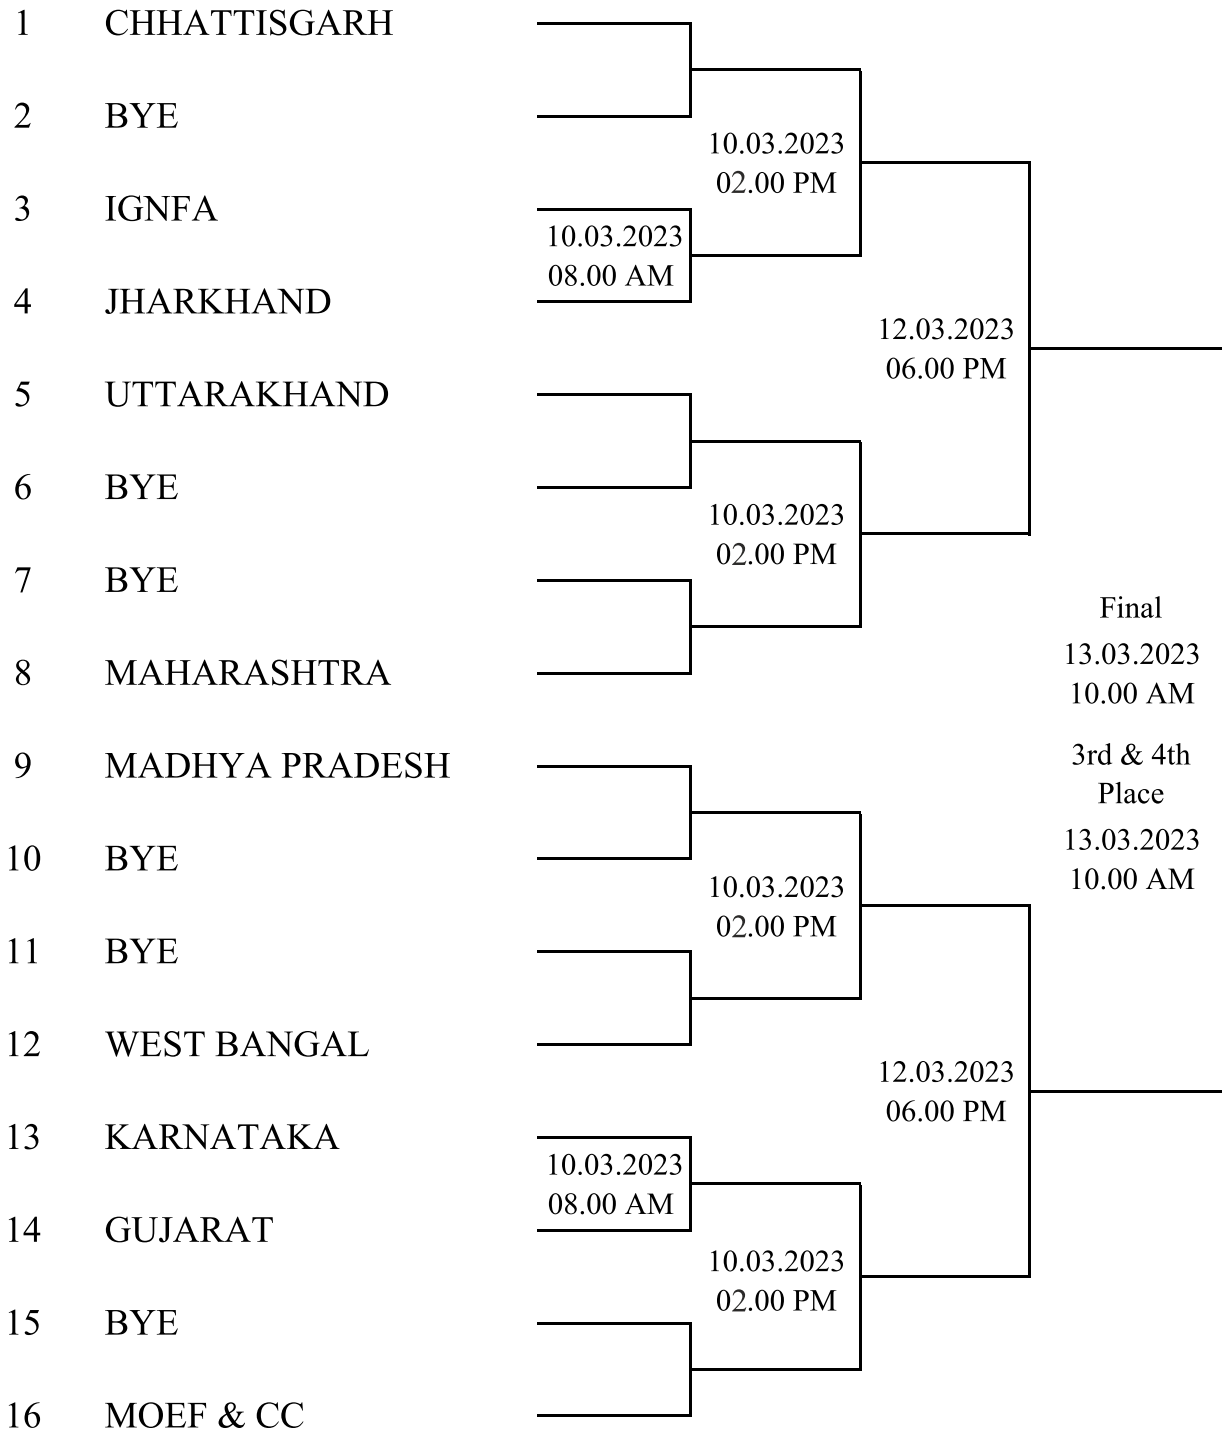 1 CHHATTISGARH
2 BYE
10.03.2023
02.00 PM
3 IGNFA
10.03.2023
08.00 AM
4 JHARKHAND
12.03.2023
06.00 PM
5 UTTARAKHAND
6 BYE
10.03.2023
02.00 PM
7 BYE
Final
8 MAHARASHTRA
13.03.2023
10.00 AM
9 MADHYA PRADESH
3rd & 4th
Place
13.03.2023
10.00 AM
10 BYE
10.03.2023
02.00 PM
11 BYE
12 WEST BANGAL
12.03.2023
06.00 PM
13 KARNATAKA
10.03.2023
08.00 AM
14 GUJARAT
10.03.2023
02.00 PM
15 BYE
16 MOEF & CC